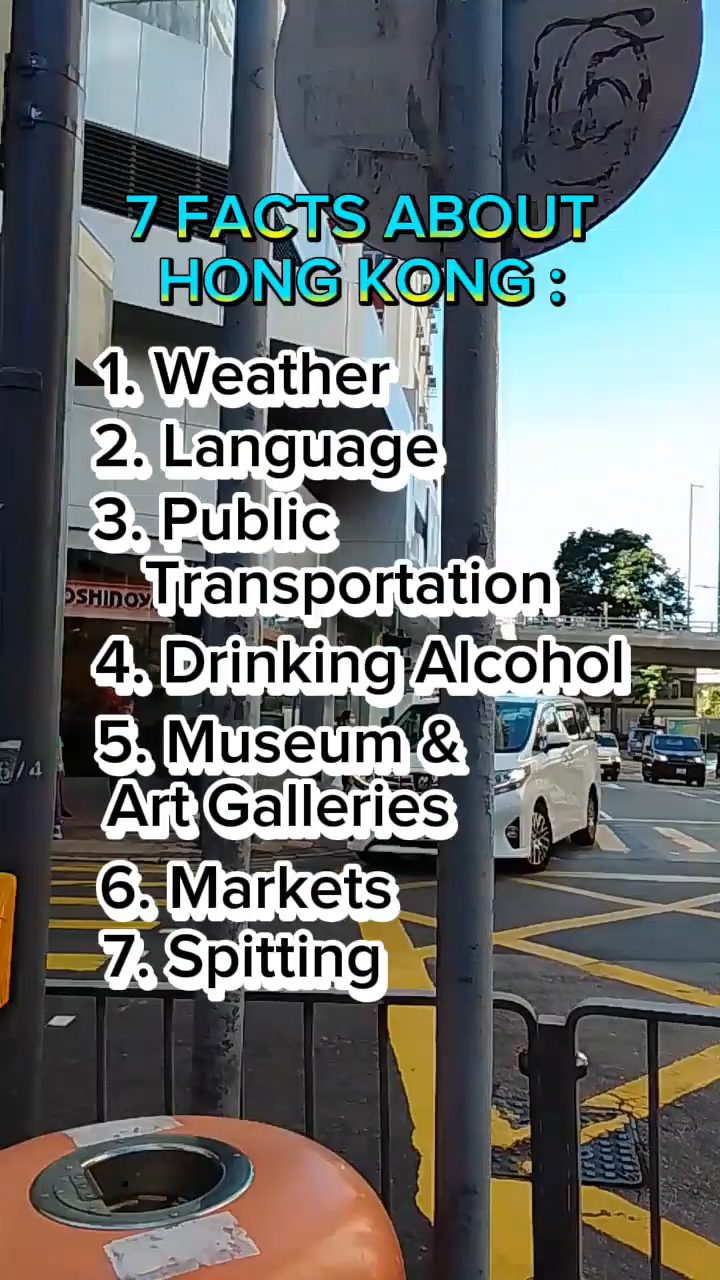 7 FACTS ABOUT
HONG KONG :
1. Weather
2. Language
3. Public
Transportation
OSHINOY
4. Drinking Alcohol
5. Museum &
Art Galleries
6. Markets
7. Spitting